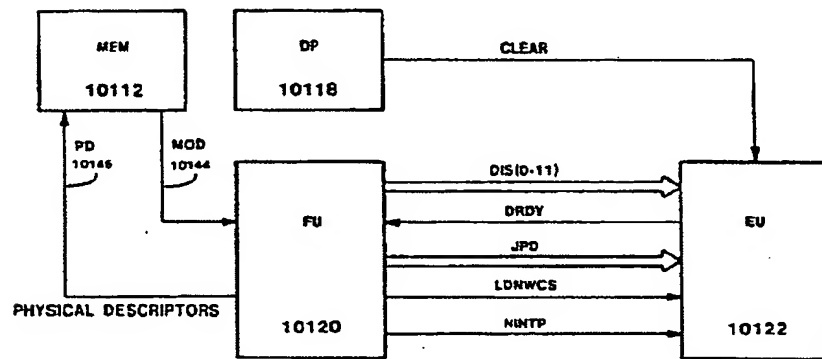 MEM
10112
DP
10118
CLEAR
PD
10145
MOD
10144
FU
10120
DIS(0-11)
DRDY
JPD
LDNWCS
NINTP
EU
10122
PHYSICAL DESCRIPTORS